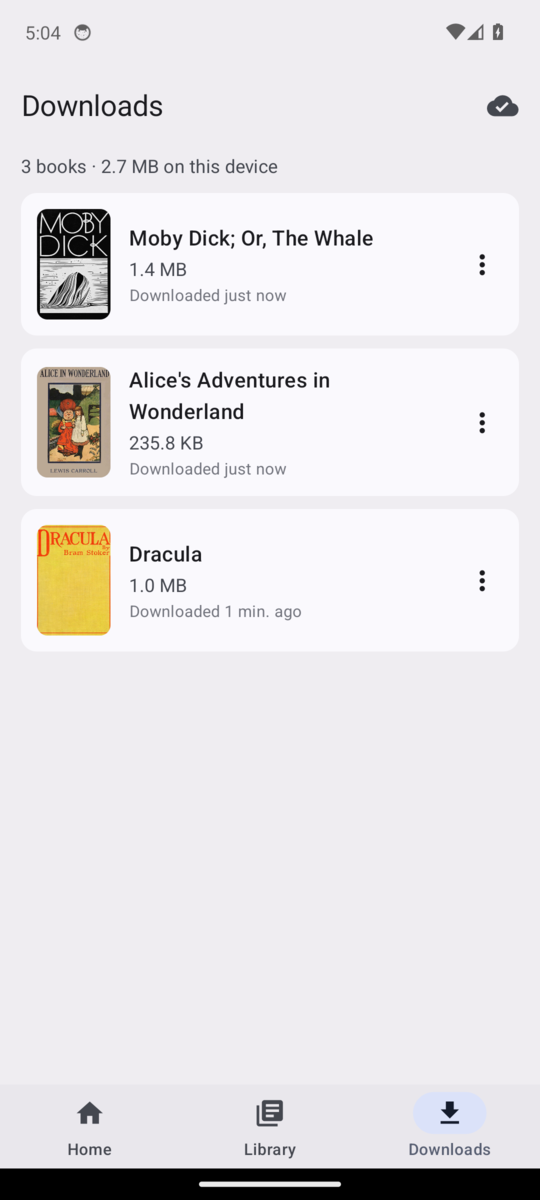 5:04
Downloads
3 books · 2.7 MB on this device
MOBY
DICK
Moby Dick; Or, The Whale
1.4 MB
Downloaded just now
ALICE IN WONDERLAND
LEWIS CARROLL
Alice's Adventures in
Wonderland
235.8 KB
Downloaded just now
DRACULA
By
Bram Stoker
Dracula
1.0 MB
Downloaded 1 min. ago
Home
Library
Downloads